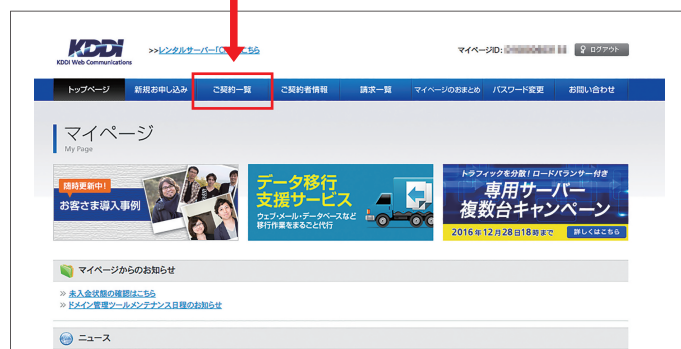 KDDI
KDDI Web Communications
>>レンタルサーバー「C
こちら
マイページID:
ログアウト
トップページ
新規お申し込み
ご契約一覧
ご契約者情報
請求一覧
マイページのおまとめ
パスワード変更
お問い合わせ
マイページ
My Page
随時更新中!
お客さま導入事例
データ移行
支援サービス
ウェブ・メール・データベースなど
移行作業をまるごと代行
トラフィックを分散!ロードバランサー付き
専用サーバー
複数台キャンペーン
2016年12月28日18時まで
詳しくはこちら
マイページからのお知らせ
≫ 未入会状態の確認はこちら
≫ ドメイン管理ツールメンテナンス日程のお知らせ
ニュース